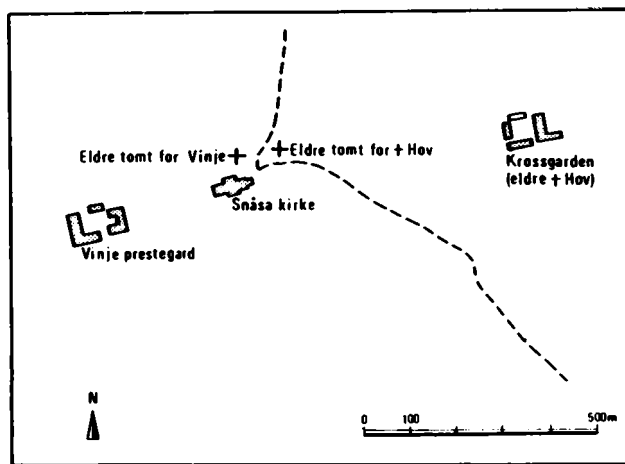 Eldre tomt for Vinje + + Eldre tomt for + Hov
Krossgarden
(eldre + Hov)
Snåsa kirke
Vinje prestegard
N
0 100 500m